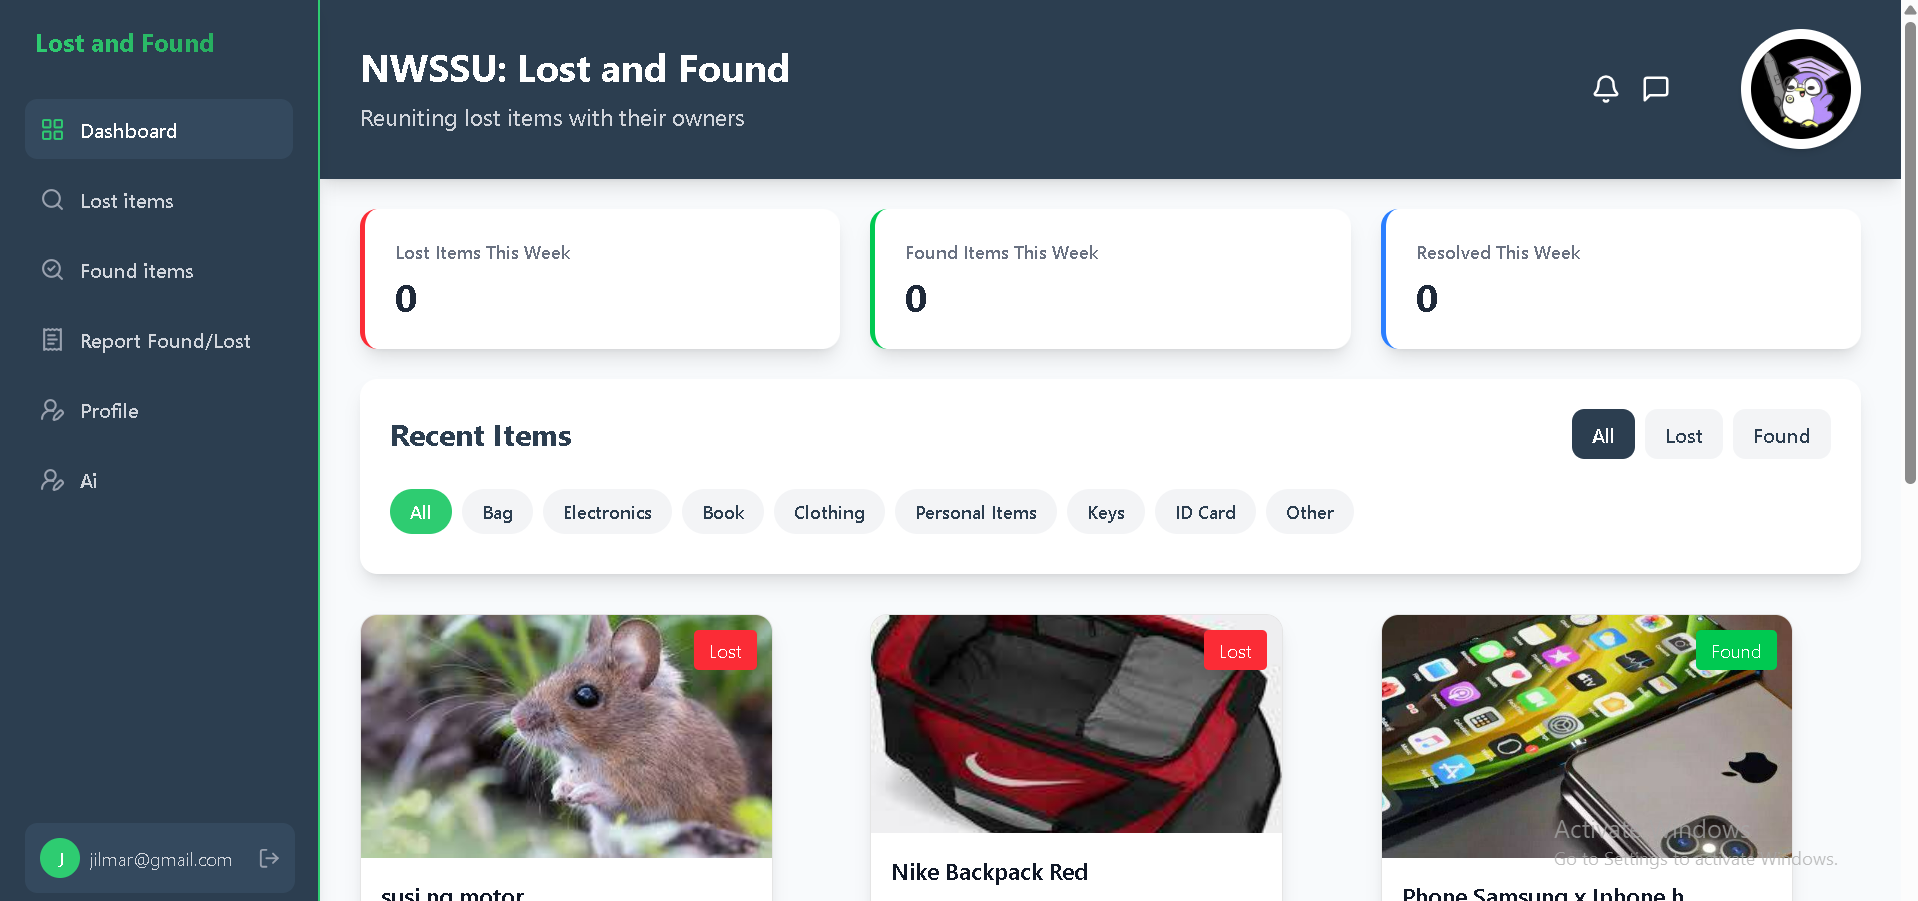 Lost and Found
Dashboard
Lost items
Found items
Report Found/Lost
Profile
Ai
J jilmar@gmail.com
NWSSU: Lost and Found
Reuniting lost items with their owners
Lost Items This Week
0
Found Items This Week
0
Resolved This Week
0
Recent Items
All Lost Found
All Bag Electronics Book Clothing Personal Items Keys ID Card Other
Lost
susi ng motor
Lost
Nike Backpack Red
Found
Phone Samsung x Iphone h
Activate Windows
Go to Settings to activate Windows.